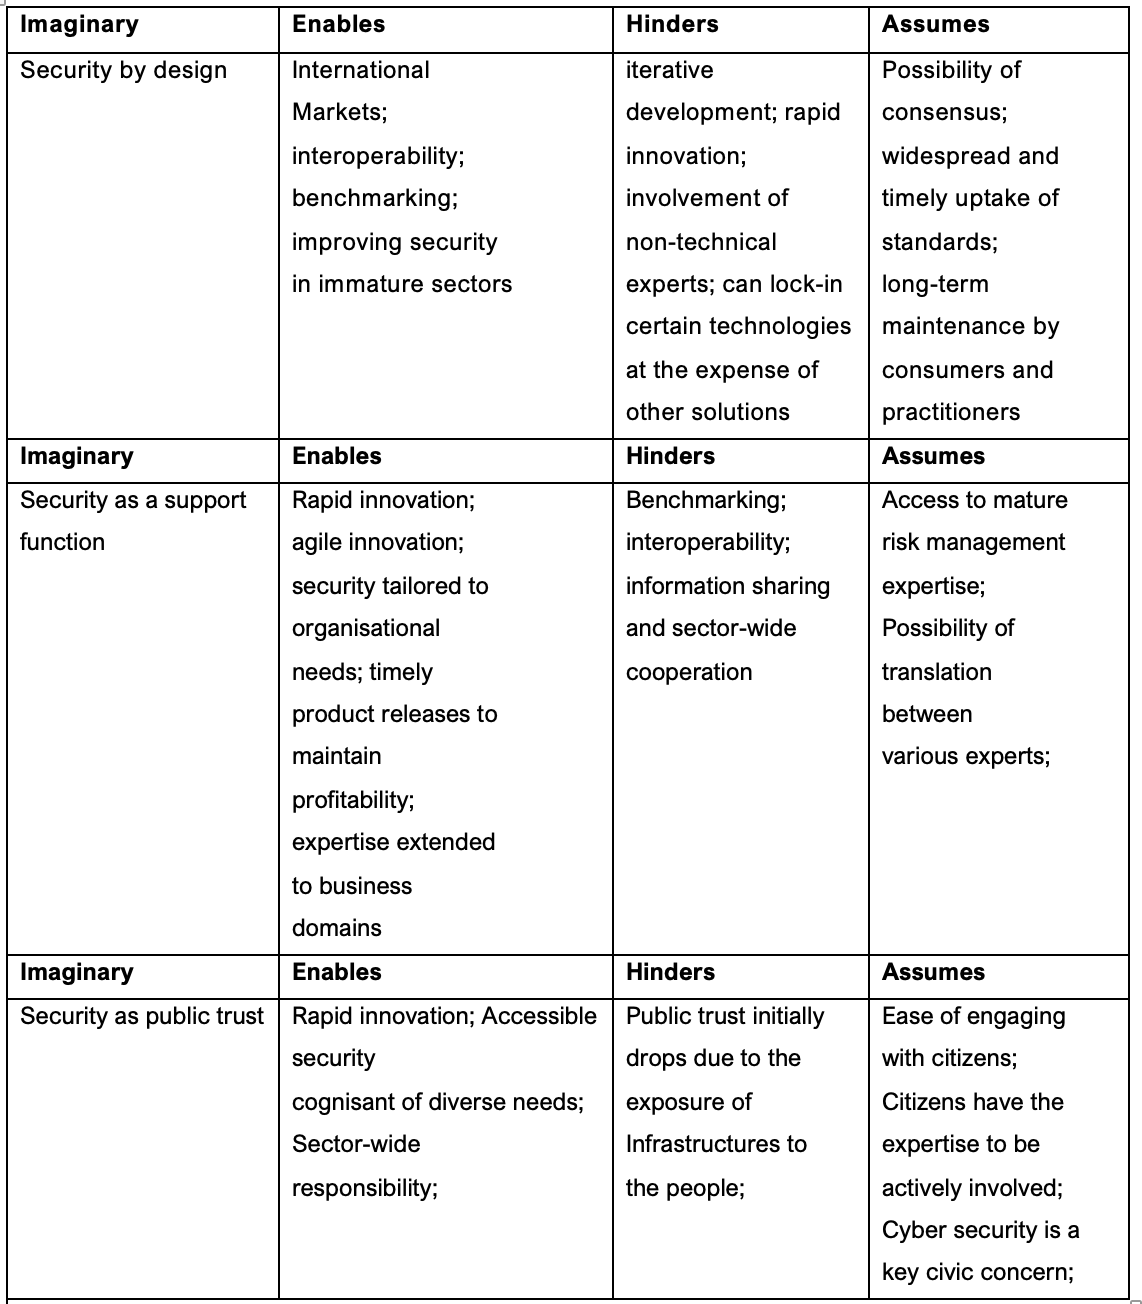 Imaginary
Enables
Hinders
Assumes
Security by design
International
Markets;
interoperability;
benchmarking;
improving security
in immature sectors
iterative
development; rapid
innovation;
involvement of
non-technical
experts; can lock-in
certain technologies
at the expense of
other solutions
Possibility of
consensus;
widespread and
timely uptake of
standards;
long-term
maintenance by
consumers and
practitioners
Imaginary
Enables
Hinders
Assumes
Security as a support
function
Rapid innovation;
agile innovation;
security tailored to
organisational
needs; timely
product releases to
maintain
profitability;
expertise extended
to business
domains
Benchmarking;
interoperability;
information sharing
and sector-wide
cooperation
Access to mature
risk management
expertise;
Possibility of
translation
between
various experts;
Imaginary
Enables
Hinders
Assumes
Security as public trust
Rapid innovation; Accessible
security
cognisant of diverse needs;
Sector-wide
responsibility;
Public trust initially
drops due to the
exposure of
Infrastructures to
the people;
Ease of engaging
with citizens;
Citizens have the
expertise to be
actively involved;
Cyber security is a
key civic concern;